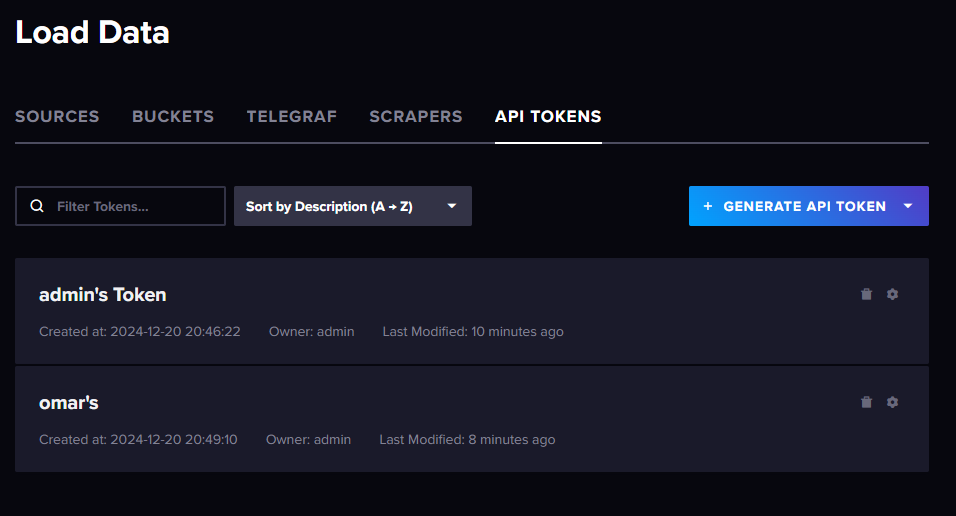 Load Data
SOURCES BUCKETS TELEGRAF SCRAPERS API TOKENS
Filter Tokens... Sort by Description (A → Z) + GENERATE API TOKEN
admin's Token
Created at: 2024-12-20 20:46:22 Owner: admin Last Modified: 10 minutes ago
omar's
Created at: 2024-12-20 20:49:10 Owner: admin Last Modified: 8 minutes ago